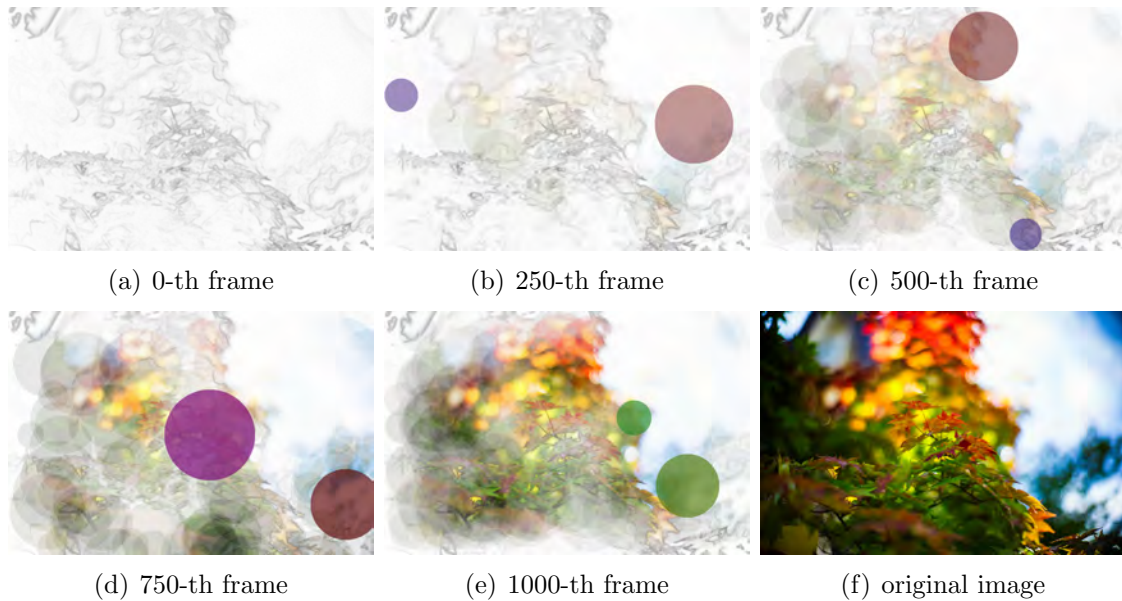 (a) 0-th frame
(b) 250-th frame
(c) 500-th frame
(d) 750-th frame
(e) 1000-th frame
(f) original image